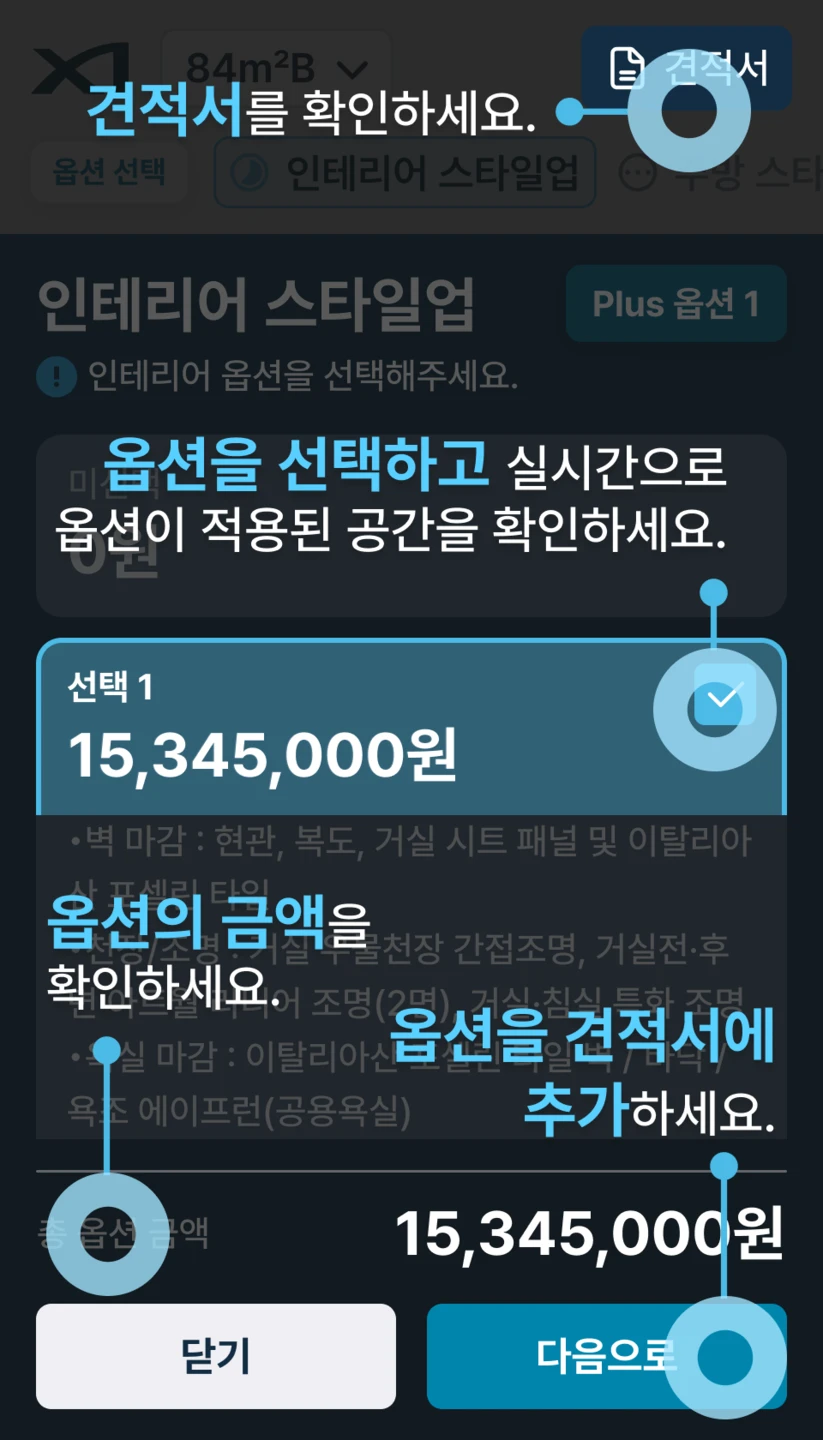 84m²B
견적서
견적서를 확인하세요.
옵션 선택
인테리어 스타일업
주방 스타
인테리어 스타일업
Plus 옵션 1
인테리어 옵션을 선택해주세요.
미선택
0원
옵션을 선택하고 실시간으로
옵션이 적용된 공간을 확인하세요.
선택 1
15,345,000원
•벽 마감 : 현관, 복도, 거실 시트 패널 및 이탈리아
산 포셀린 타일
옵션의 금액을
확인하세요.
•천장/조명 : 거실 우물천장 간접조명, 거실전·후
조명(2면), 거실·침실 특화 조명
옵션을 견적서에
추가하세요.
•욕실 마감 : 이탈리아산 포셀린 타일 벽 / 바닥 /
욕조 에이프런(공용욕실)
총 옵션 금액
15,345,000원
닫기
다음으로